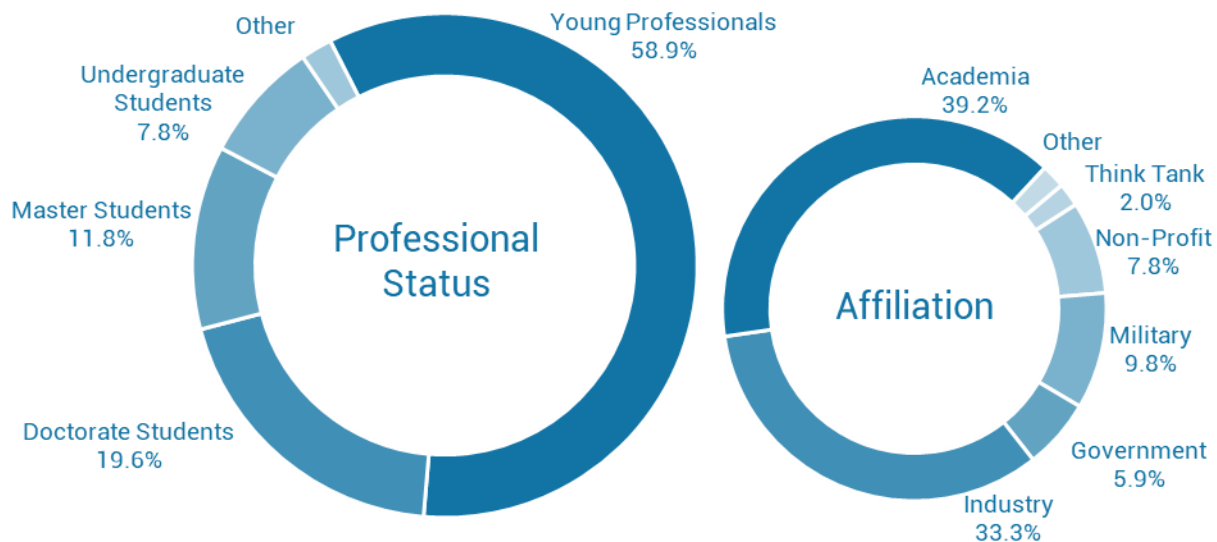 Other
Young Professionals
58.9%
Undergraduate
Students
7.8%
Master Students
11.8%
Doctorate Students
19.6%
Professional
Status
Academia
39.2%
Other
Think Tank
2.0%
Non-Profit
7.8%
Military
9.8%
Government
5.9%
Industry
33.3%
Affiliation